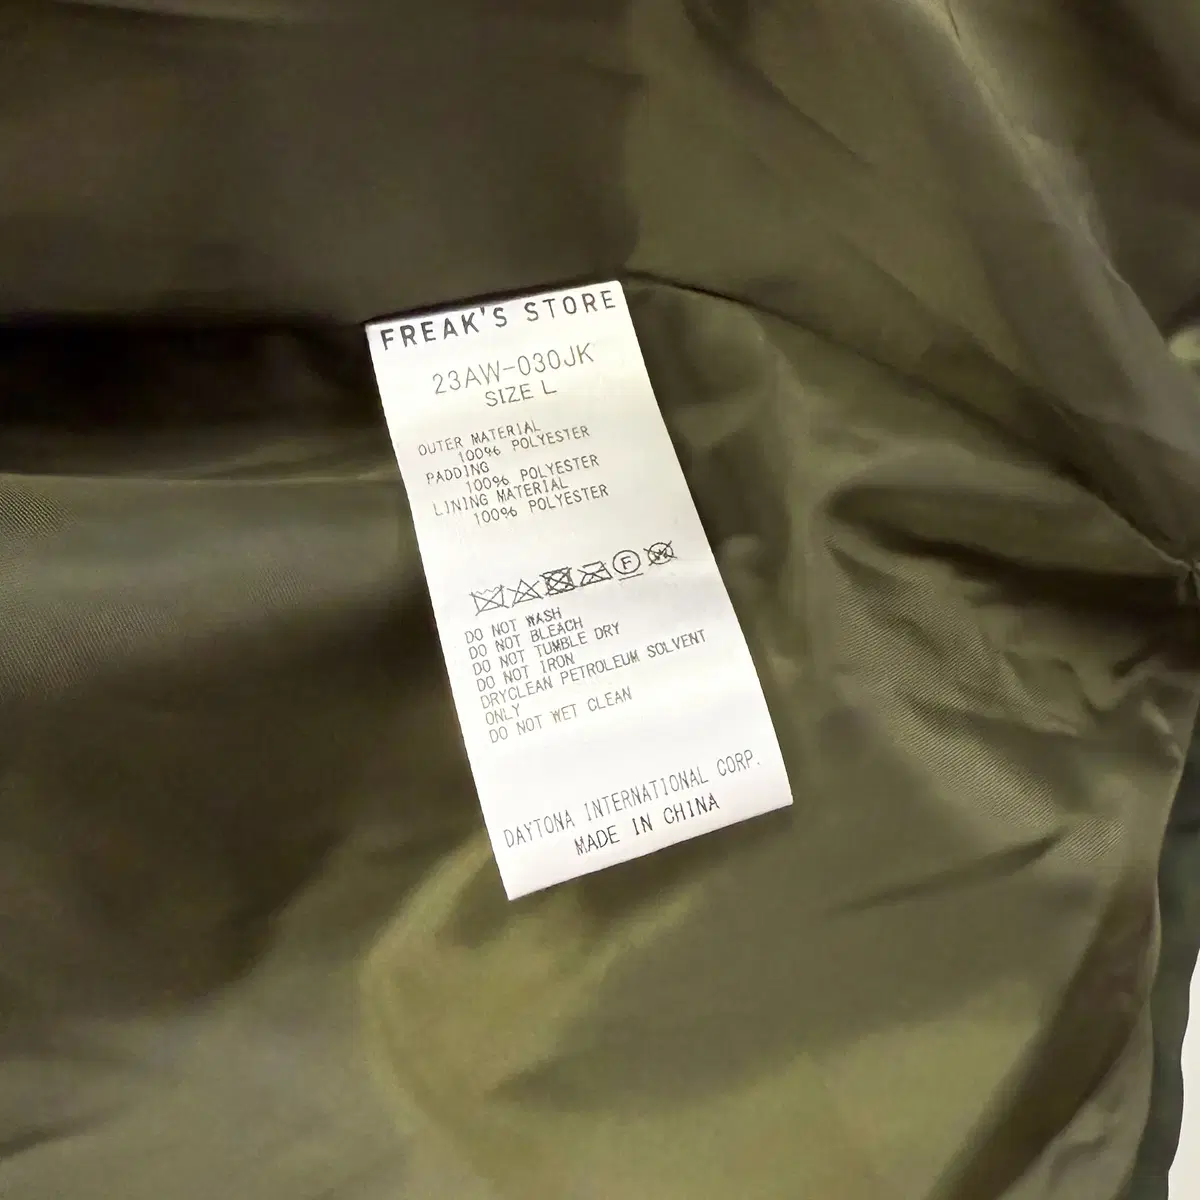 FREAK'S STORE
23AW-030JK
SIZE L
OUTER MATERIAL
100% POLYESTER
PADDING
100% POLYESTER
LINING MATERIAL
100% POLYESTER
F
W
DO NOT WASH
DO NOT BLEACH
DO NOT TUMBLE DRY
DO NOT IRON
DRYCLEAN PETROLEUM SOLVENT
ONLY
DO NOT WET CLEAN
DAYTONA INTERNATIONAL CORP.
MADE IN CHINA